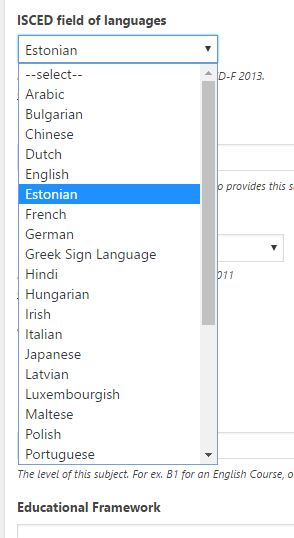 ISCED field of languages
Estonian
--select--
D-F 2013.
Arabic
Bulgarian
Chinese
Dutch
English
Estonian
o provides this s
French
German
Greek Sign Language
Hindi
011
Hungarian
Irish
Italian
Japanese
Latvian
Luxembourgish
Maltese
Polish
Portuguese
The level of this subject. For ex. B1 for an English Course, o
Educational Framework